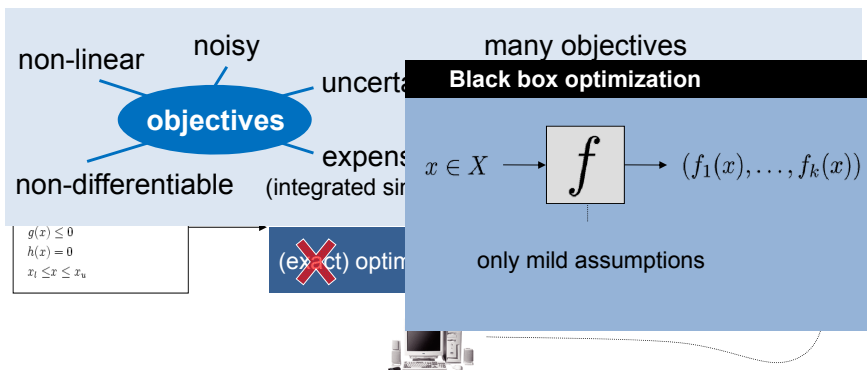 non-linear
noisy
many objectives
uncerta
objectives
expens
non-differentiable
(integrated sin
Black box optimization
x ∈ X
f
(f₁(x), . . . , fₖ(x))
only mild assumptions
g(x) ≤ 0
h(x) = 0
xₗ ≤x ≤ xᵤ
(exact) optim